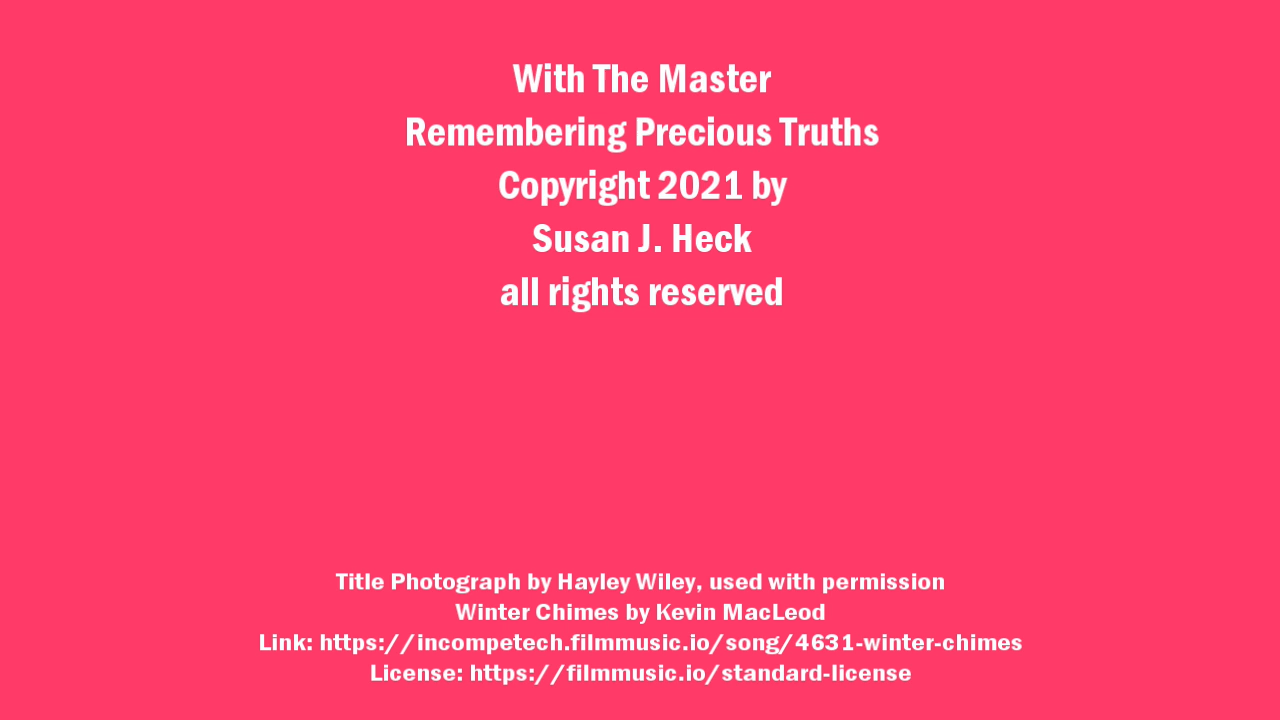 With The Master
Remembering Precious Truths
Copyright 2021 by
Susan J. Heck
all rights reserved
Title Photograph by Hayley Wiley, used with permission
Winter Chimes by Kevin MacLeod
Link: https://incompetech.filmmusic.io/song/4631-winter-chimes
License: https://filmmusic.io/standard-license